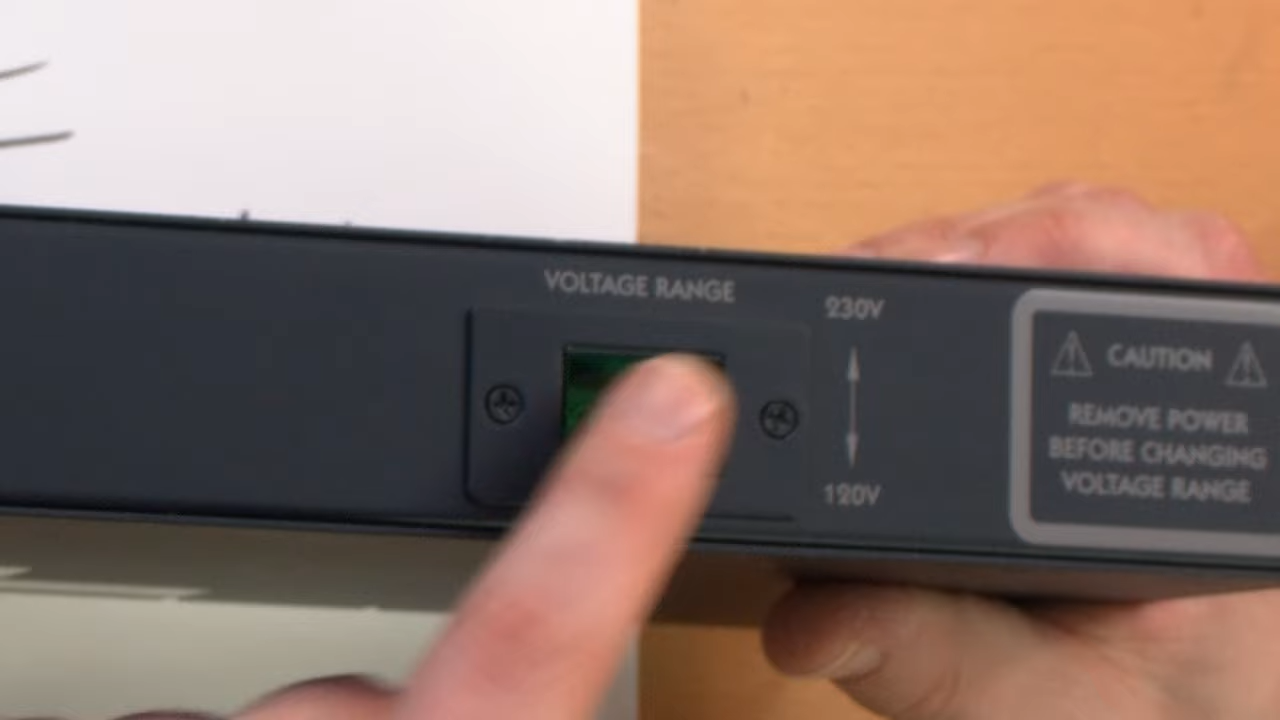 VOLTAGE RANGE
230V
120V
CAUTION
REMOVE POWER
BEFORE CHANGING
VOLTAGE RANGE